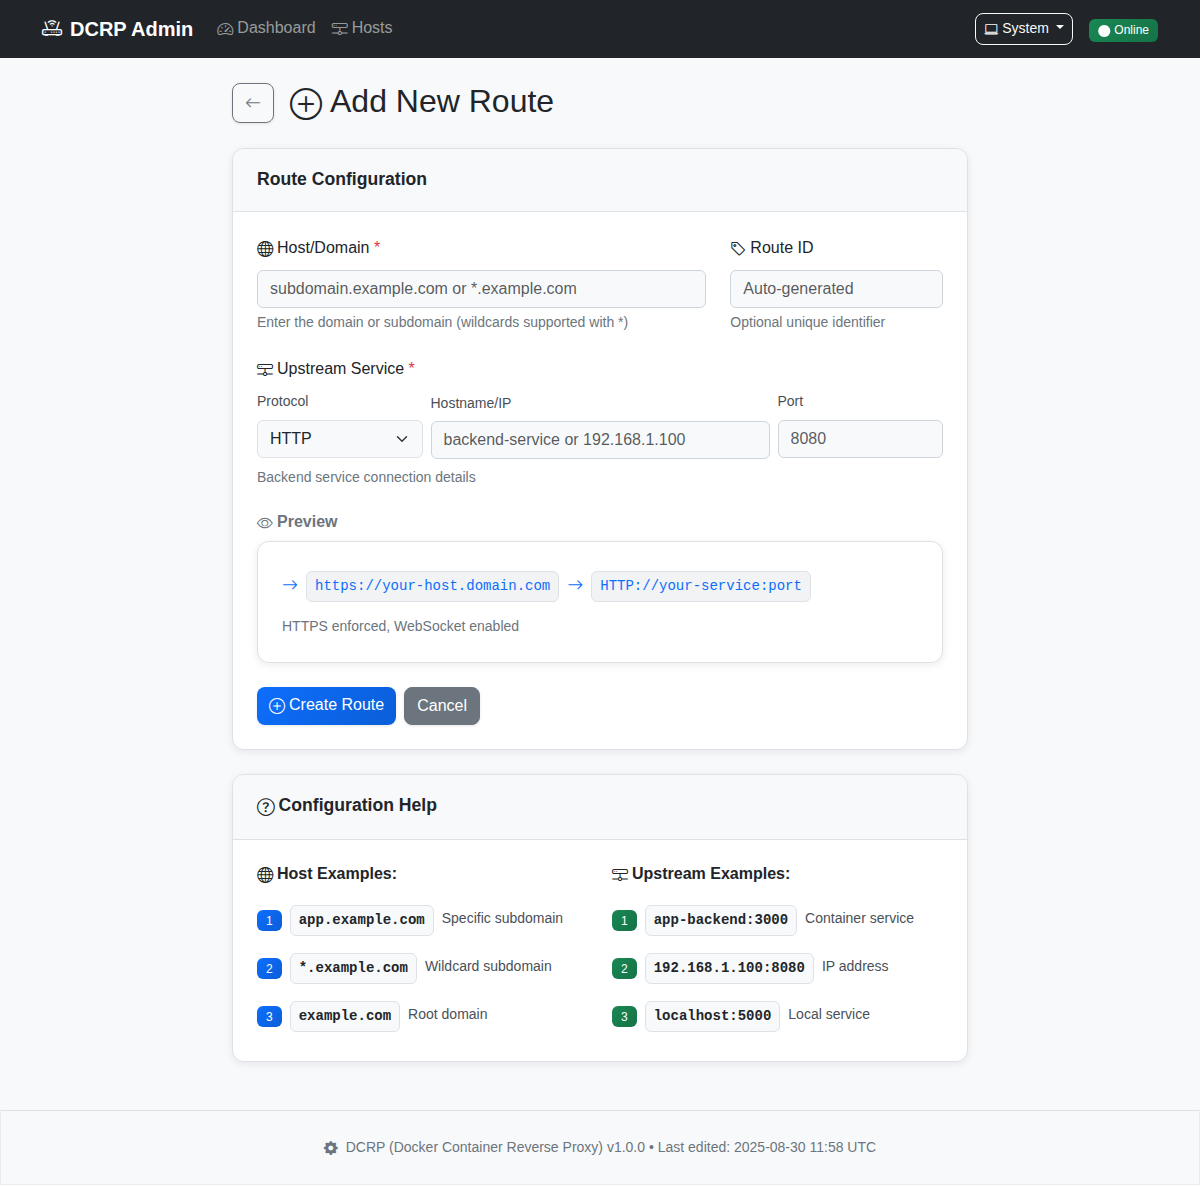 DCRP Admin Dashboard Hosts System Online
Add New Route
Route Configuration
Host/Domain * Route ID
subdomain.example.com or *.example.com Auto-generated
Enter the domain or subdomain (wildcards supported with *) Optional unique identifier
Upstream Service *
Protocol Hostname/IP Port
HTTP backend-service or 192.168.1.100 8080
Backend service connection details
Preview
→ https://your-host.domain.com → HTTP://your-service:port
HTTPS enforced, WebSocket enabled
Create Route Cancel
Configuration Help
Host Examples: Upstream Examples:
1 app.example.com Specific subdomain 1 app-backend:3000 Container service
2 *.example.com Wildcard subdomain 2 192.168.1.100:8080 IP address
3 example.com Root domain 3 localhost:5000 Local service
DCRP (Docker Container Reverse Proxy) v1.0.0 • Last edited: 2025-08-30 11:58 UTC